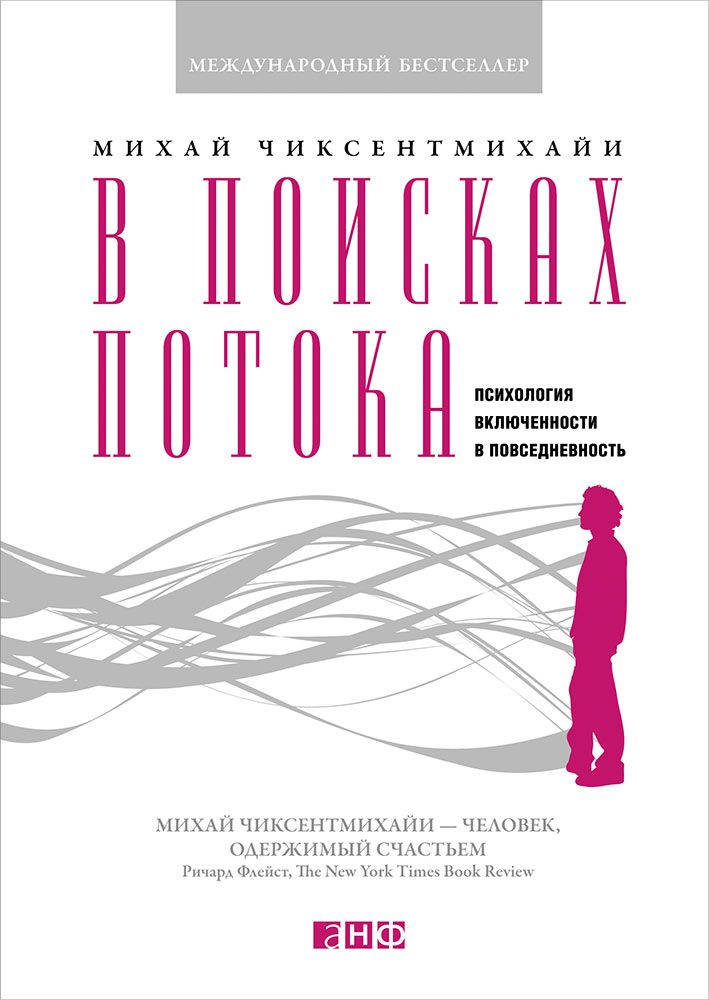 МЕЖДУНАРОДНЫЙ БЕСТСЕЛЛЕР
МИХАЙ ЧИКСЕНТМИХАЙИ
В ПОИСКАХ
ПОТОКА
ПСИХОЛОГИЯ
ВКЛЮЧЕННОСТИ
В ПОВСЕДНЕВНОСТЬ
МИХАЙ ЧИКСЕНТМИХАЙИ — ЧЕЛОВЕК,
ОДЕРЖИМЫЙ СЧАСТЬЕМ
Ричард Флейст, The New York Times Book Review
анф